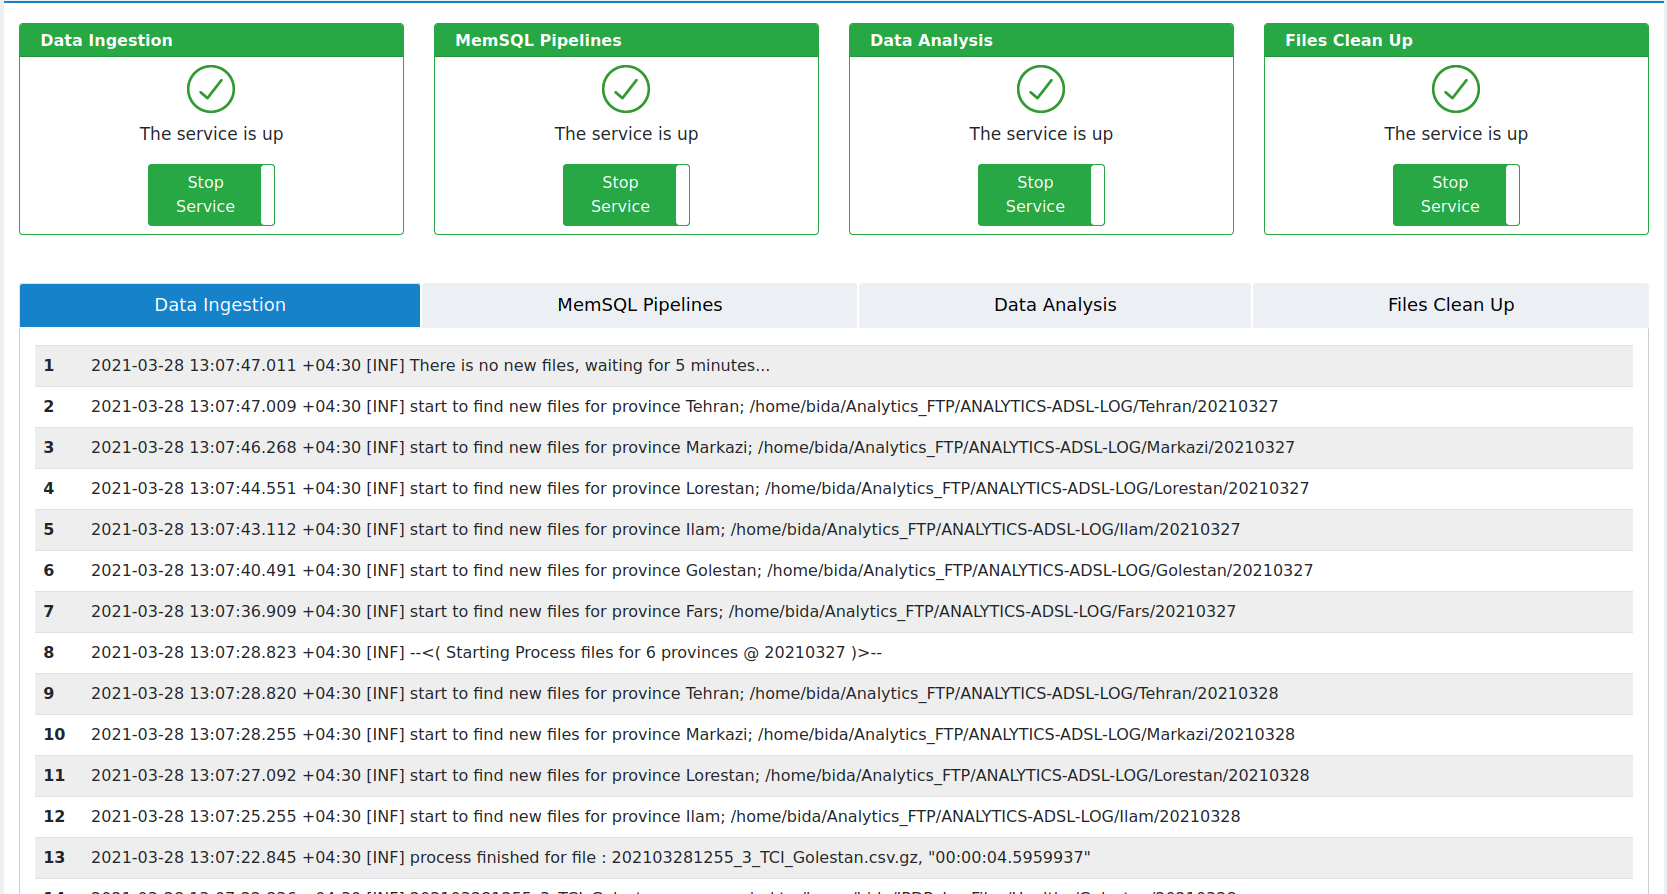 Data Ingestion
MemSQL Pipelines
Data Analysis
Files Clean Up
The service is up
The service is up
The service is up
The service is up
Stop
Service
Stop
Service
Stop
Service
Stop
Service
Data Ingestion
MemSQL Pipelines
Data Analysis
Files Clean Up
1 2021-03-28 13:07:47.011 +04:30 [INF] There is no new files, waiting for 5 minutes...
2 2021-03-28 13:07:47.009 +04:30 [INF] start to find new files for province Tehran; /home/bida/Analytics_FTP/ANALYTICS-ADSL-LOG/Tehran/20210327
3 2021-03-28 13:07:46.268 +04:30 [INF] start to find new files for province Markazi; /home/bida/Analytics_FTP/ANALYTICS-ADSL-LOG/Markazi/20210327
4 2021-03-28 13:07:44.551 +04:30 [INF] start to find new files for province Lorestan; /home/bida/Analytics_FTP/ANALYTICS-ADSL-LOG/Lorestan/20210327
5 2021-03-28 13:07:43.112 +04:30 [INF] start to find new files for province Ilam; /home/bida/Analytics_FTP/ANALYTICS-ADSL-LOG/Ilam/20210327
6 2021-03-28 13:07:40.491 +04:30 [INF] start to find new files for province Golestan; /home/bida/Analytics_FTP/ANALYTICS-ADSL-LOG/Golestan/20210327
7 2021-03-28 13:07:36.909 +04:30 [INF] start to find new files for province Fars; /home/bida/Analytics_FTP/ANALYTICS-ADSL-LOG/Fars/20210327
8 2021-03-28 13:07:28.823 +04:30 [INF] --<( Starting Process files for 6 provinces @ 20210327 )>--
9 2021-03-28 13:07:28.820 +04:30 [INF] start to find new files for province Tehran; /home/bida/Analytics_FTP/ANALYTICS-ADSL-LOG/Tehran/20210328
10 2021-03-28 13:07:28.255 +04:30 [INF] start to find new files for province Markazi; /home/bida/Analytics_FTP/ANALYTICS-ADSL-LOG/Markazi/20210328
11 2021-03-28 13:07:27.092 +04:30 [INF] start to find new files for province Lorestan; /home/bida/Analytics_FTP/ANALYTICS-ADSL-LOG/Lorestan/20210328
12 2021-03-28 13:07:25.255 +04:30 [INF] start to find new files for province Ilam; /home/bida/Analytics_FTP/ANALYTICS-ADSL-LOG/Ilam/20210328
13 2021-03-28 13:07:22.845 +04:30 [INF] process finished for file : 202103281255_3_TCI_Golestan.csv.gz, "00:00:04.5959937"